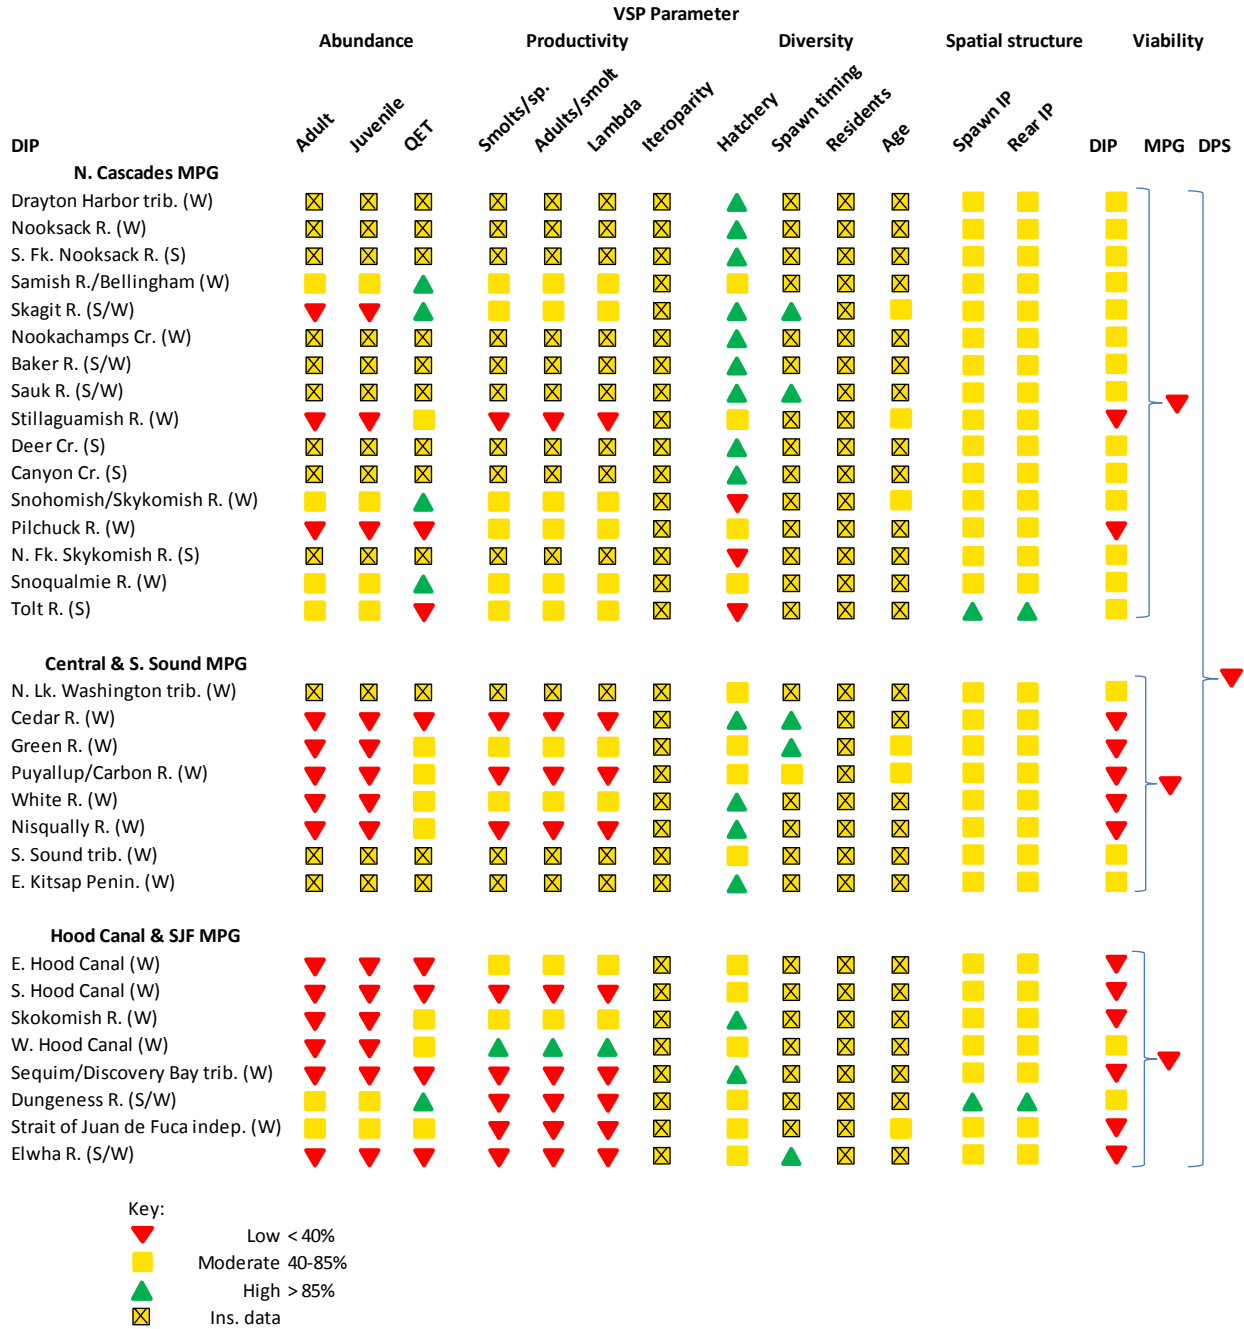 VSP Parameter
Abundance Productivity Diversity Spatial structure Viability
DIP Adult Juvenile QET Smolts/sp. Adults/smolt Lambda Iteroparity Hatchery Spawn timing Residents Age Spawn IP Rear IP DIP MPG DPS
N. Cascades MPG
Drayton Harbor trib. (W)
Nooksack R. (W)
S. Fk. Nooksack R. (S)
Samish R./Bellingham (W)
Skagit R. (S/W)
Nookachamps Cr. (W)
Baker R. (S/W)
Sauk R. (S/W)
Stillaguamish R. (W)
Deer Cr. (S)
Canyon Cr. (S)
Snohomish/Skykomish R. (W)
Pilchuck R. (W)
N. Fk. Skykomish R. (S)
Snoqualmie R. (W)
Tolt R. (S)
Central & S. Sound MPG
N. Lk. Washington trib. (W)
Cedar R. (W)
Green R. (W)
Puyallup/Carbon R. (W)
White R. (W)
Nisqually R. (W)
S. Sound trib. (W)
E. Kitsap Penin. (W)
Hood Canal & SJF MPG
E. Hood Canal (W)
S. Hood Canal (W)
Skokomish R. (W)
W. Hood Canal (W)
Sequim/Discovery Bay trib. (W)
Dungeness R. (S/W)
Strait of Juan de Fuca indep. (W)
Elwha R. (S/W)
Key:
Low < 40%
Moderate 40-85%
High > 85%
Ins. data